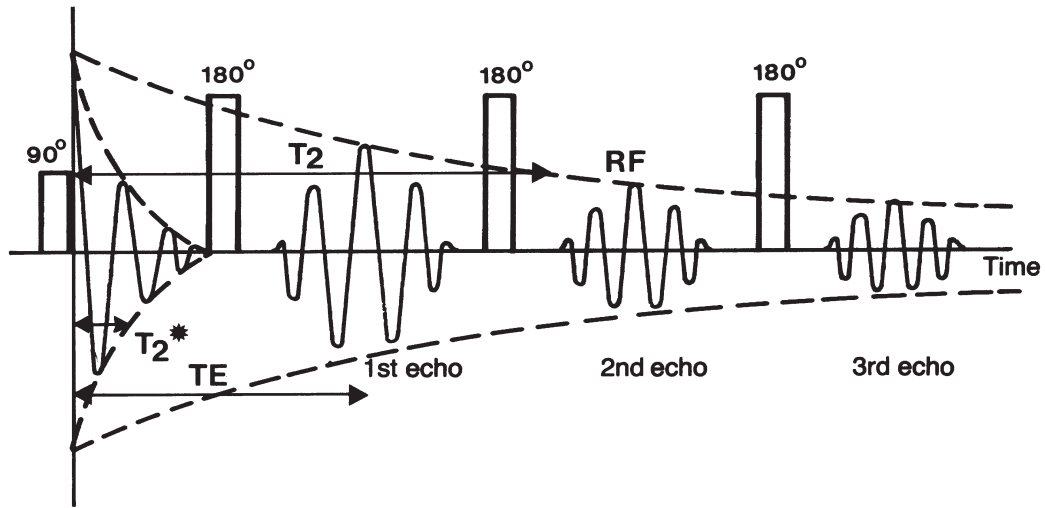 180°
180°
180°
90°
T2
RF
Time
T2*
TE
1st echo
2nd echo
3rd echo